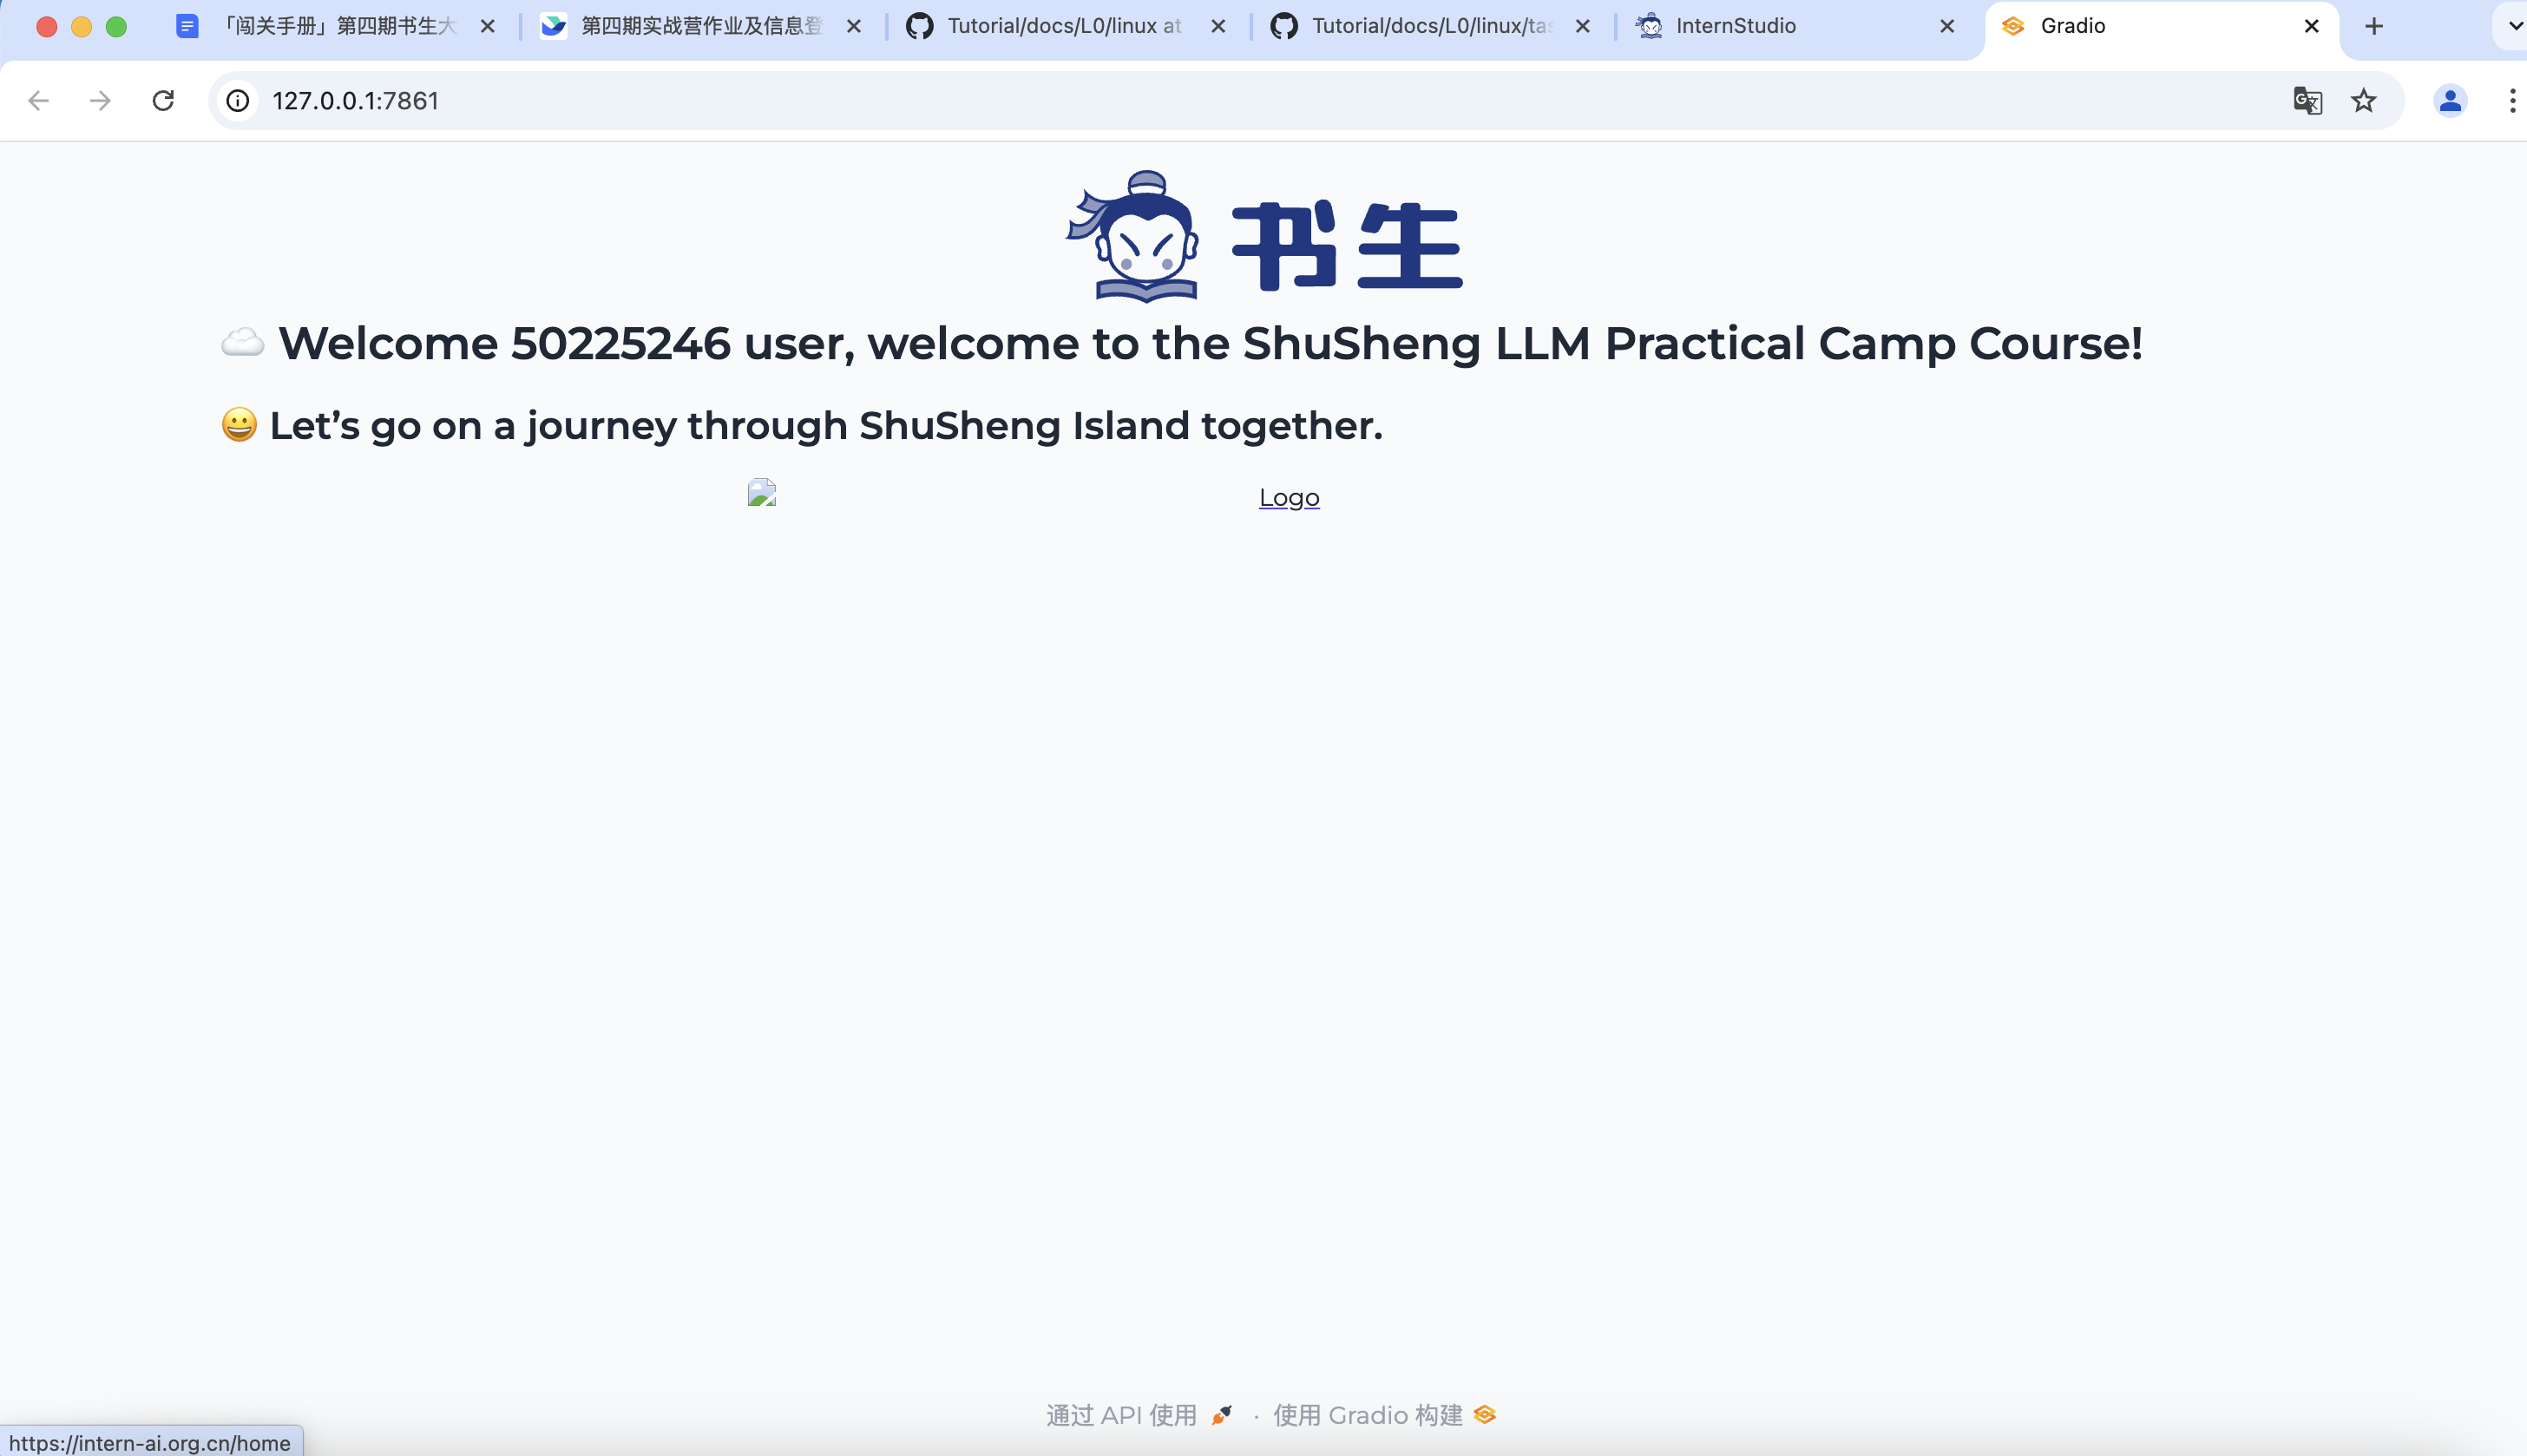 「闯关手册」第四期书生大
第四期实战营作业及信息登
Tutorial/docs/L0/linux at
Tutorial/docs/L0/linux/tas
InternStudio
Gradio
127.0.0.1:7861
书生
☁️ Welcome 50225246 user, welcome to the ShuSheng LLM Practical Camp Course!
😀 Let’s go on a journey through ShuSheng Island together.
Logo
通过 API 使用 🚀 · 使用 Gradio 构建
https://intern-ai.org.cn/home